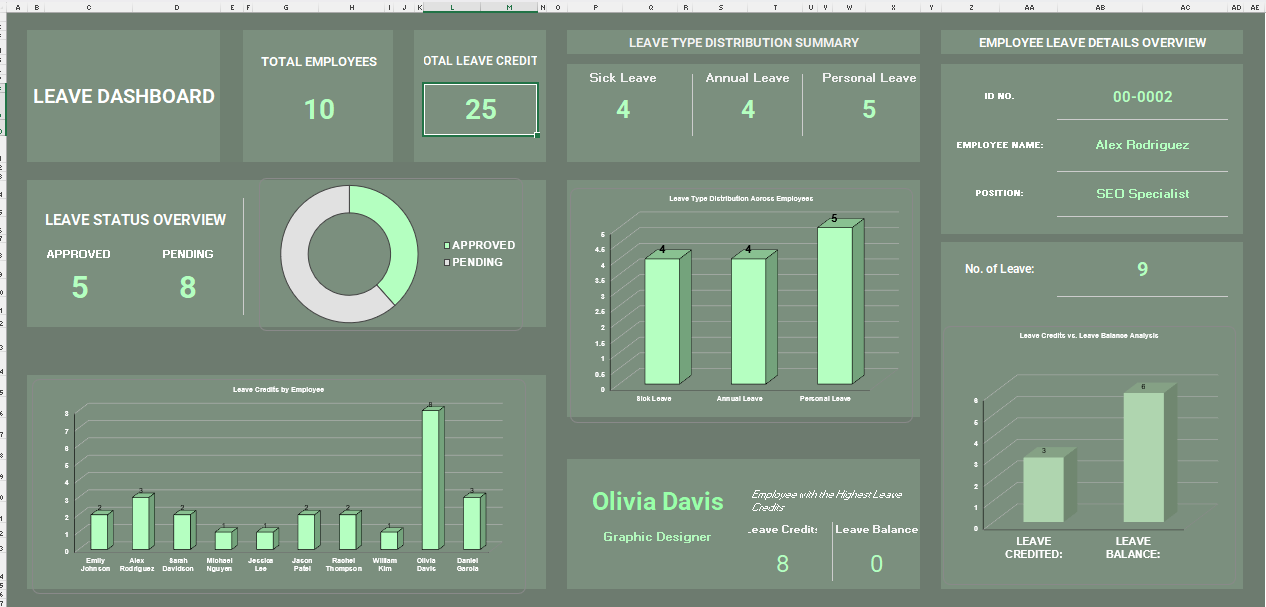 A B C D E F G H I J K L M N O P Q R S T U V W X Y Z AA AB AC AD AE
LEAVE DASHBOARD
TOTAL EMPLOYEES
10
OTAL LEAVE CREDIT
25
LEAVE TYPE DISTRIBUTION SUMMARY
Sick Leave Annual Leave Personal Leave
4 4 5
EMPLOYEE LEAVE DETAILS OVERVIEW
ID NO. 00-0002
EMPLOYEE NAME: Alex Rodriguez
POSITION: SEO Specialist
LEAVE STATUS OVERVIEW
APPROVED PENDING
5 8
APPROVED
PENDING
Leave Type Distribution Across Employees
5
4.5
4
3.5
3
2.5
2
1.5
1
0.5
0
4 4 5
Sick Leave Annual Leave Personal Leave
No. of Leave: 9
Leave Credits vs. Leave Balance Analysis
6
5
4
3
2
1
0
3 6
LEAVE
CREDITED:
LEAVE
BALANCE:
Leave Credits by Employee
8
7
6
5
4
3
2
1
0
2 3 2 1 1 2 2 1 8 3
Emily
Johnson
Alex
Rodriguez
Sarah
Davidson
Michael
Nguyen
Jessica
Lee
Jason
Patel
Rachel
Thompson
William
Kim
Olivia
Davis
Daniel
Garcia
Olivia Davis
Graphic Designer
Employee with the Highest Leave
Credits
eave Credit: Leave Balance
8 0